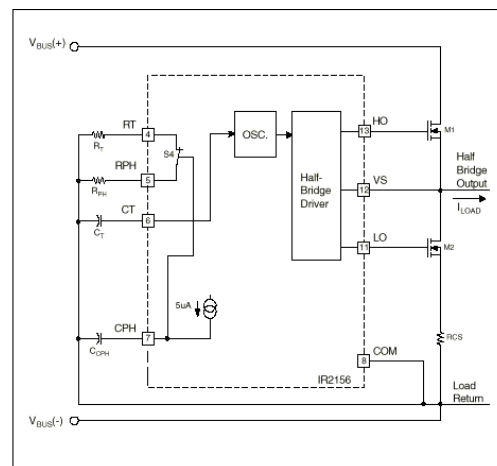 VBUS(+)
RT
4
RT
S4
RPH
5
RPH
CT
6
CT
OSC.
Half-
Bridge
Driver
HO
13
M1
VS
12
Half
Bridge
Output
ILOAD
LO
11
M2
5uA
CPH
7
CCPH
RCS
COM
8
IR2156
Load
Return
VBUS(-)